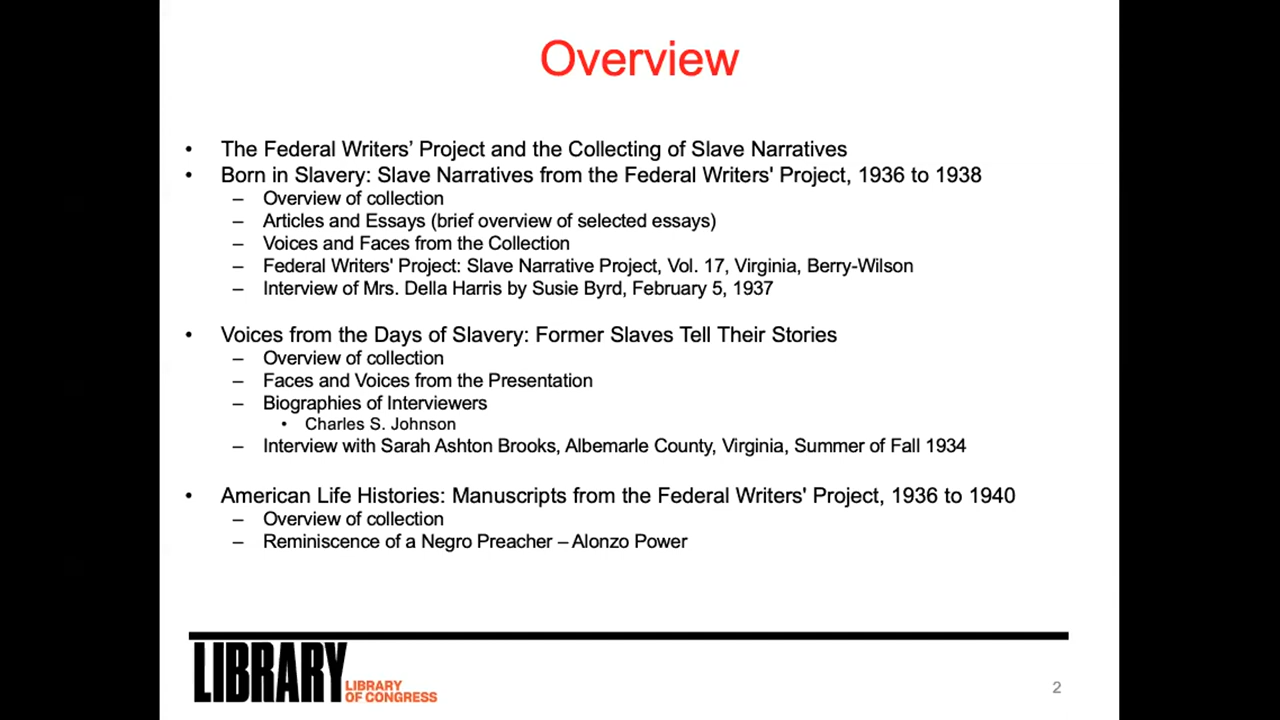 Overview
• The Federal Writers’ Project and the Collecting of Slave Narratives
• Born in Slavery: Slave Narratives from the Federal Writers' Project, 1936 to 1938
– Overview of collection
– Articles and Essays (brief overview of selected essays)
– Voices and Faces from the Collection
– Federal Writers' Project: Slave Narrative Project, Vol. 17, Virginia, Berry-Wilson
– Interview of Mrs. Della Harris by Susie Byrd, February 5, 1937
• Voices from the Days of Slavery: Former Slaves Tell Their Stories
– Overview of collection
– Faces and Voices from the Presentation
– Biographies of Interviewers
• Charles S. Johnson
– Interview with Sarah Ashton Brooks, Albemarle County, Virginia, Summer of Fall 1934
• American Life Histories: Manuscripts from the Federal Writers' Project, 1936 to 1940
– Overview of collection
– Reminiscence of a Negro Preacher – Alonzo Power
LIBRARY
LIBRARY
OF CONGRESS
2